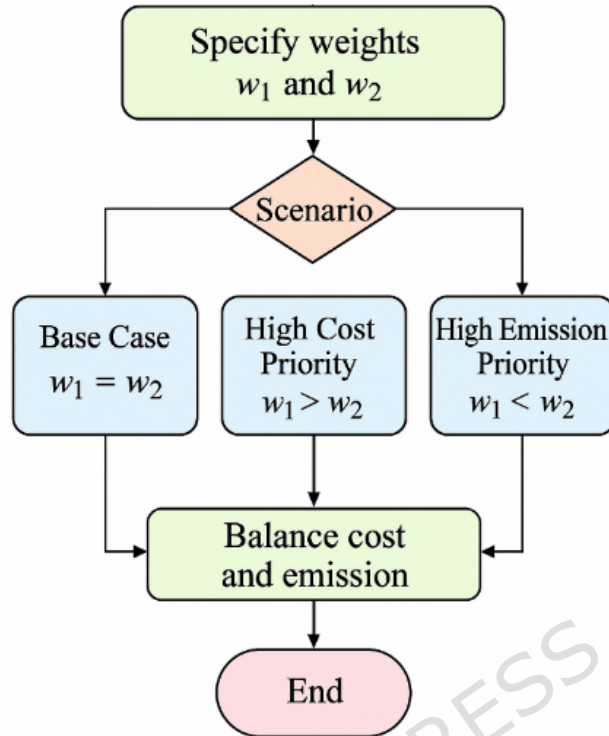 Specify weights
w₁ and w₂
Scenario
Base Case
w₁ = w₂
High Cost
Priority
w₁ > w₂
High Emission
Priority
w₁ < w₂
Balance cost
and emission
End
RESS